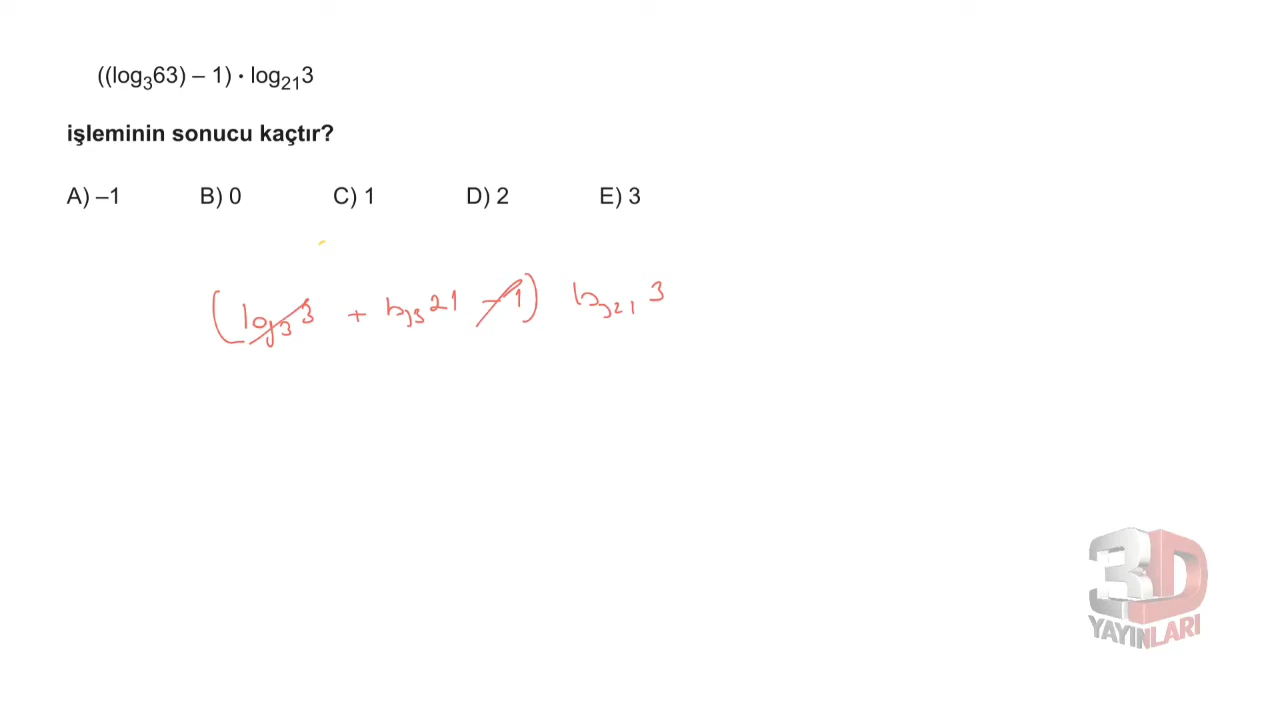 ((log₃63) – 1) · log₂₁3
işleminin sonucu kaçtır?
A) –1 B) 0 C) 1 D) 2 E) 3
(log₃3 + log₃21 – 1) log₂₁3
3D
YAYINLARI